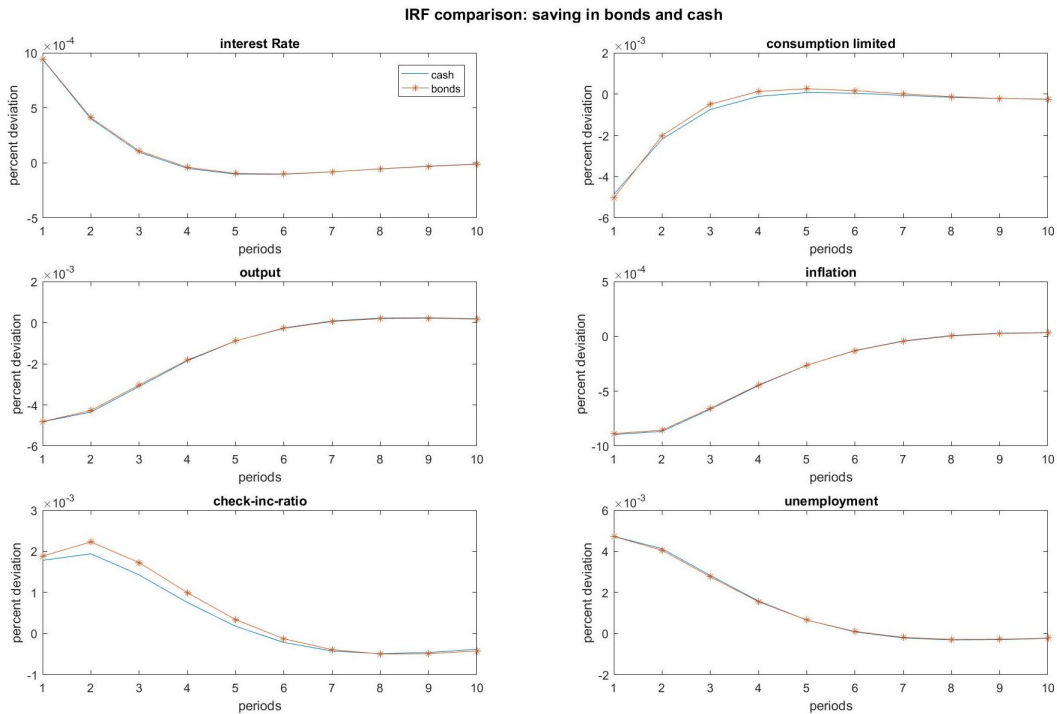 IRF comparison: saving in bonds and cash
interest Rate
×10⁻⁴
10
5
0
-5
percent deviation
cash
bonds
1 2 3 4 5 6 7 8 9 10
periods
consumption limited
×10⁻³
2
0
-2
-4
-6
percent deviation
1 2 3 4 5 6 7 8 9 10
periods
output
×10⁻³
2
0
-2
-4
-6
percent deviation
1 2 3 4 5 6 7 8 9 10
periods
inflation
×10⁻⁴
5
0
-5
-10
percent deviation
1 2 3 4 5 6 7 8 9 10
periods
check-inc-ratio
×10⁻³
3
2
1
0
-1
percent deviation
1 2 3 4 5 6 7 8 9 10
periods
unemployment
×10⁻³
6
4
2
0
-2
percent deviation
1 2 3 4 5 6 7 8 9 10
periods